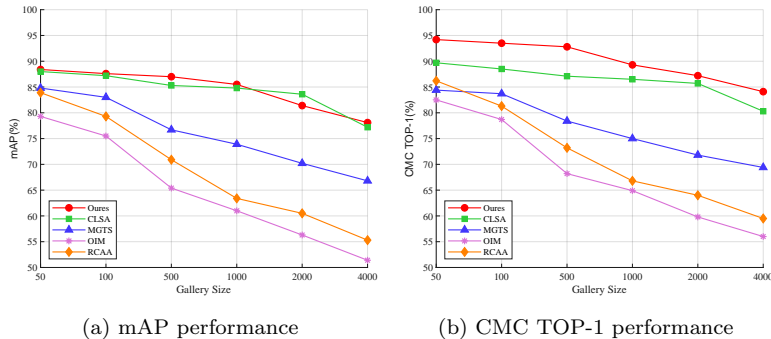 100
95
90
85
80
75
70
65
60
55
50
mAP(%)
Oures
CLSA
MGTS
OIM
RCAA
50 100 500 1000 2000 4000
Gallery Size
(a) mAP performance
100
95
90
85
80
75
70
65
60
55
50
CMC TOP-1(%)
Oures
CLSA
MGTS
OIM
RCAA
50 100 500 1000 2000 4000
Gallery Size
(b) CMC TOP-1 performance